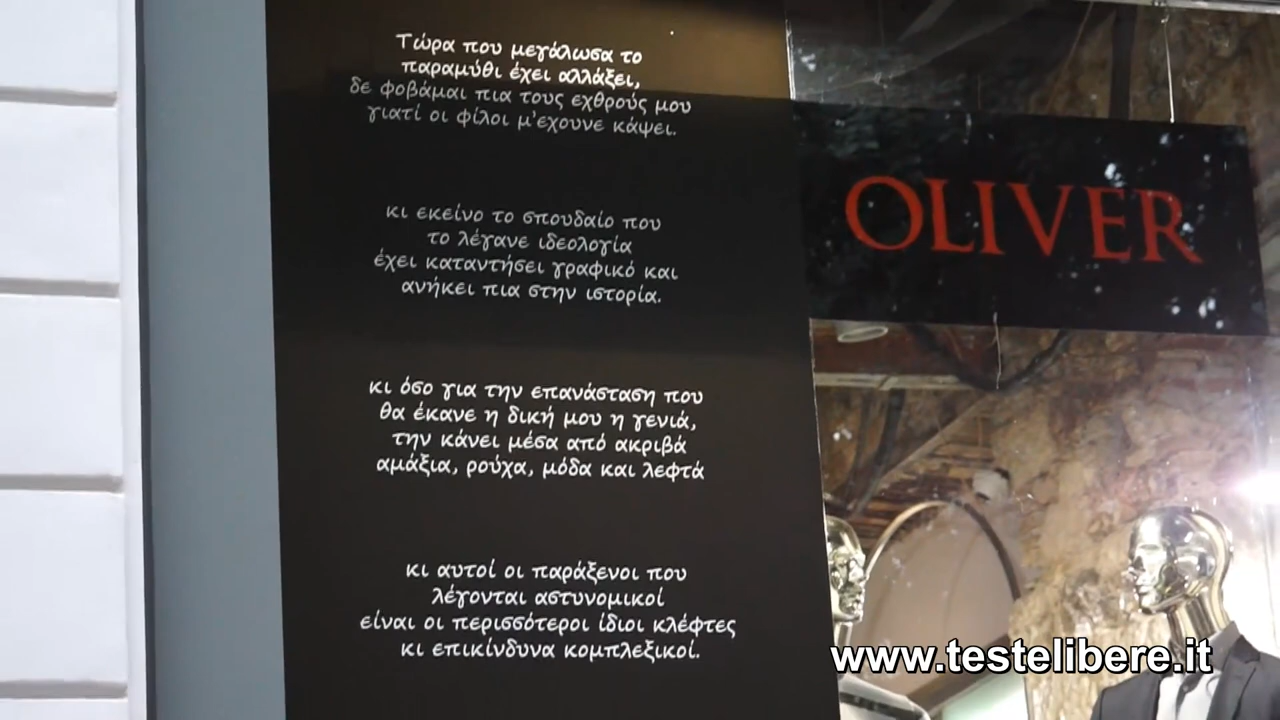 Τώρα που μεγάλωσα το
παραμύθι έχει αλλάξει,
δε φοβάμαι πια τους εχθρούς μου
γιατί οι φίλοι μ'εχουνε κάψει.
κι εκείνο το σπουδαίο που
το λέγανε ιδεολογία
έχει καταντήσει γραφικό και
ανήκει πια στην ιστορία.
κι όσο για την επανάσταση που
θα έκανε η δική μου η γενιά,
την κάνει μέσα από ακριβά
αμάξια, ρούχα, μόδα και λεφτά
κι αυτοί οι παράξενοι που
λέγονται αστυνομικοί
είναι οι περισσότεροι ίδιοι κλέφτες
κι επικίνδυνα κομπλεξικοί.
OLIVER
www.testelibere.it